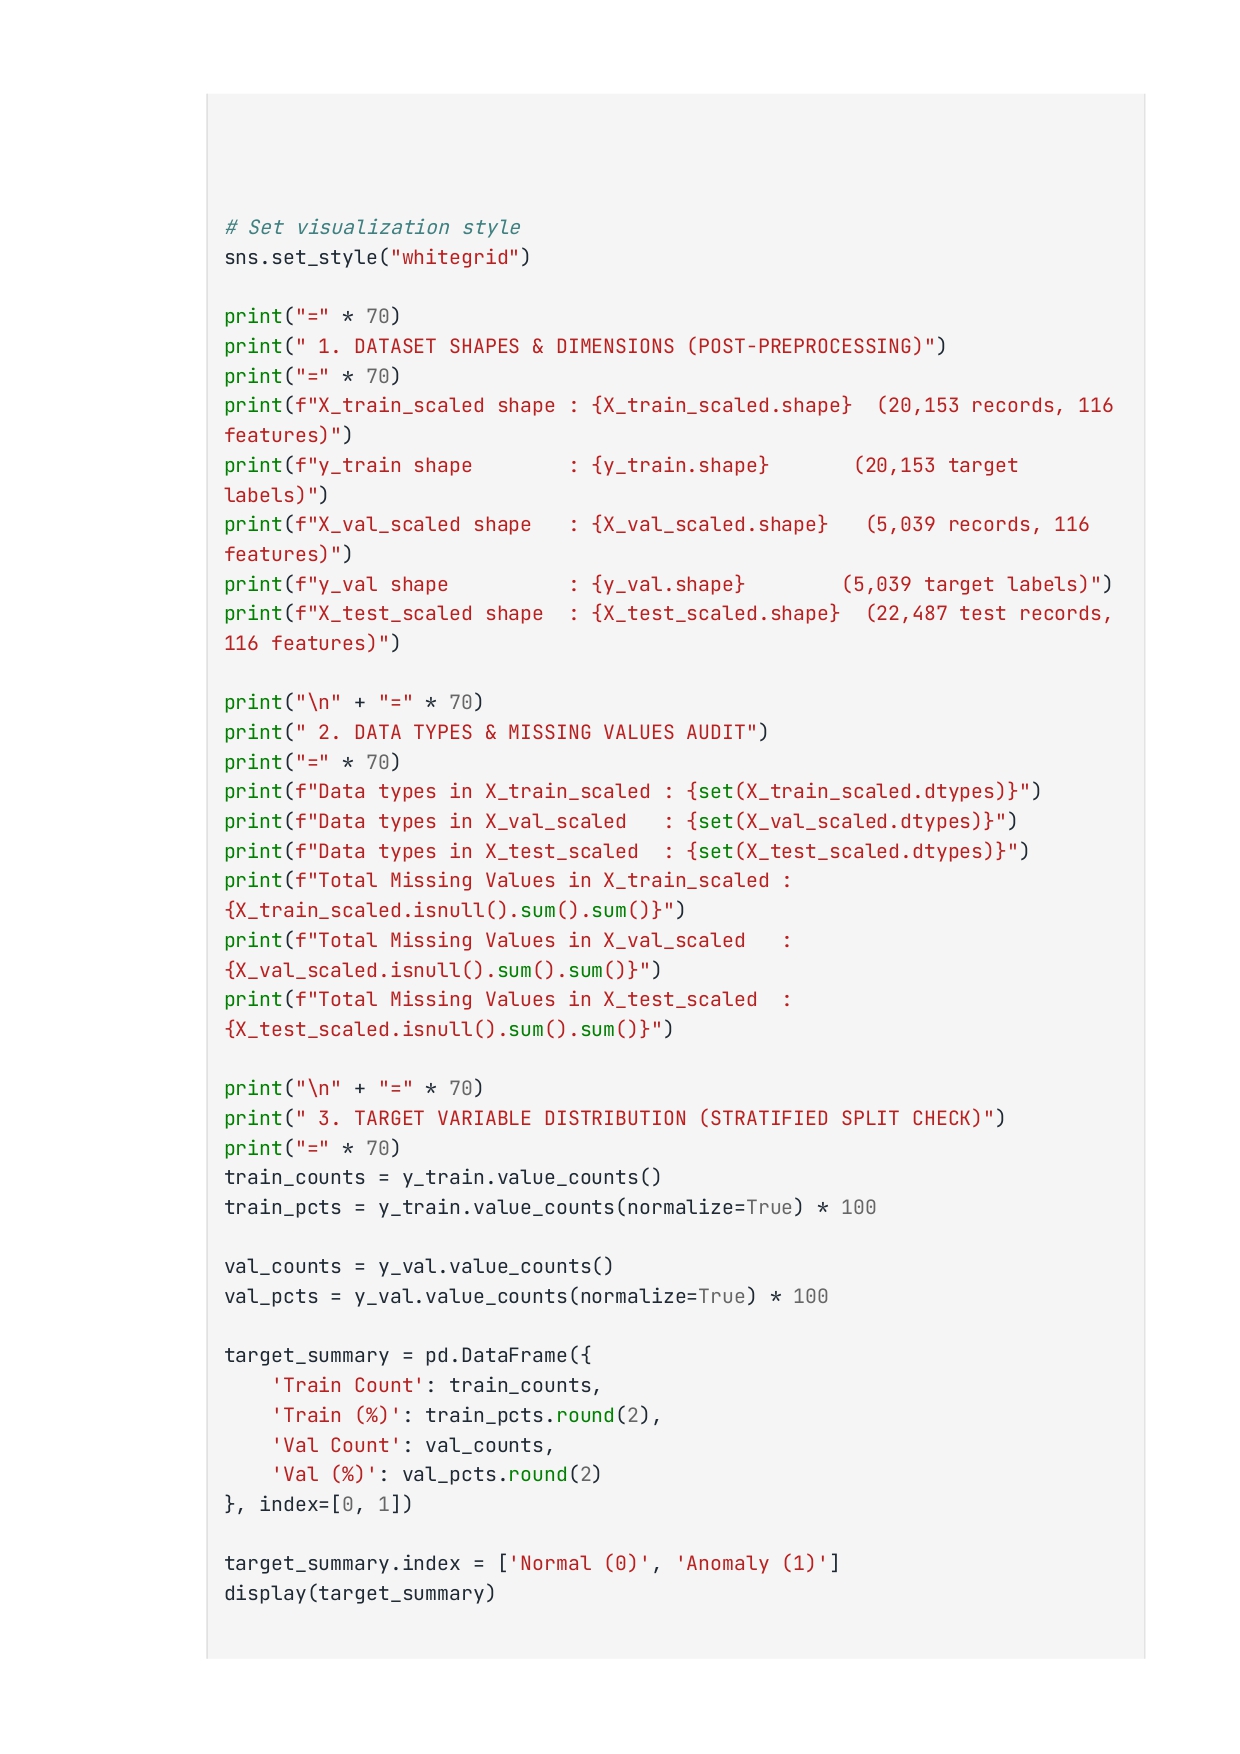 # Set visualization style
sns.set_style("whitegrid")
print("=" * 70)
print(" 1. DATASET SHAPES & DIMENSIONS (POST-PREPROCESSING)")
print("=" * 70)
print(f"X_train_scaled shape : {X_train_scaled.shape}  (20,153 records, 116
features)")
print(f"y_train shape        : {y_train.shape}       (20,153 target
labels)")
print(f"X_val_scaled shape   : {X_val_scaled.shape}   (5,039 records, 116
features)")
print(f"y_val shape          : {y_val.shape}        (5,039 target labels)")
print(f"X_test_scaled shape  : {X_test_scaled.shape}  (22,487 test records,
116 features)")
print("\n" + "=" * 70)
print(" 2. DATA TYPES & MISSING VALUES AUDIT")
print("=" * 70)
print(f"Data types in X_train_scaled : {set(X_train_scaled.dtypes)}")
print(f"Data types in X_val_scaled   : {set(X_val_scaled.dtypes)}")
print(f"Data types in X_test_scaled  : {set(X_test_scaled.dtypes)}")
print(f"Total Missing Values in X_train_scaled :
{X_train_scaled.isnull().sum().sum()}")
print(f"Total Missing Values in X_val_scaled   :
{X_val_scaled.isnull().sum().sum()}")
print(f"Total Missing Values in X_test_scaled  :
{X_test_scaled.isnull().sum().sum()}")
print("\n" + "=" * 70)
print(" 3. TARGET VARIABLE DISTRIBUTION (STRATIFIED SPLIT CHECK)")
print("=" * 70)
train_counts = y_train.value_counts()
train_pcts = y_train.value_counts(normalize=True) * 100
val_counts = y_val.value_counts()
val_pcts = y_val.value_counts(normalize=True) * 100
target_summary = pd.DataFrame({
    'Train Count': train_counts,
    'Train (%)': train_pcts.round(2),
    'Val Count': val_counts,
    'Val (%)': val_pcts.round(2)
}, index=[0, 1])
target_summary.index = ['Normal (0)', 'Anomaly (1)']
display(target_summary)